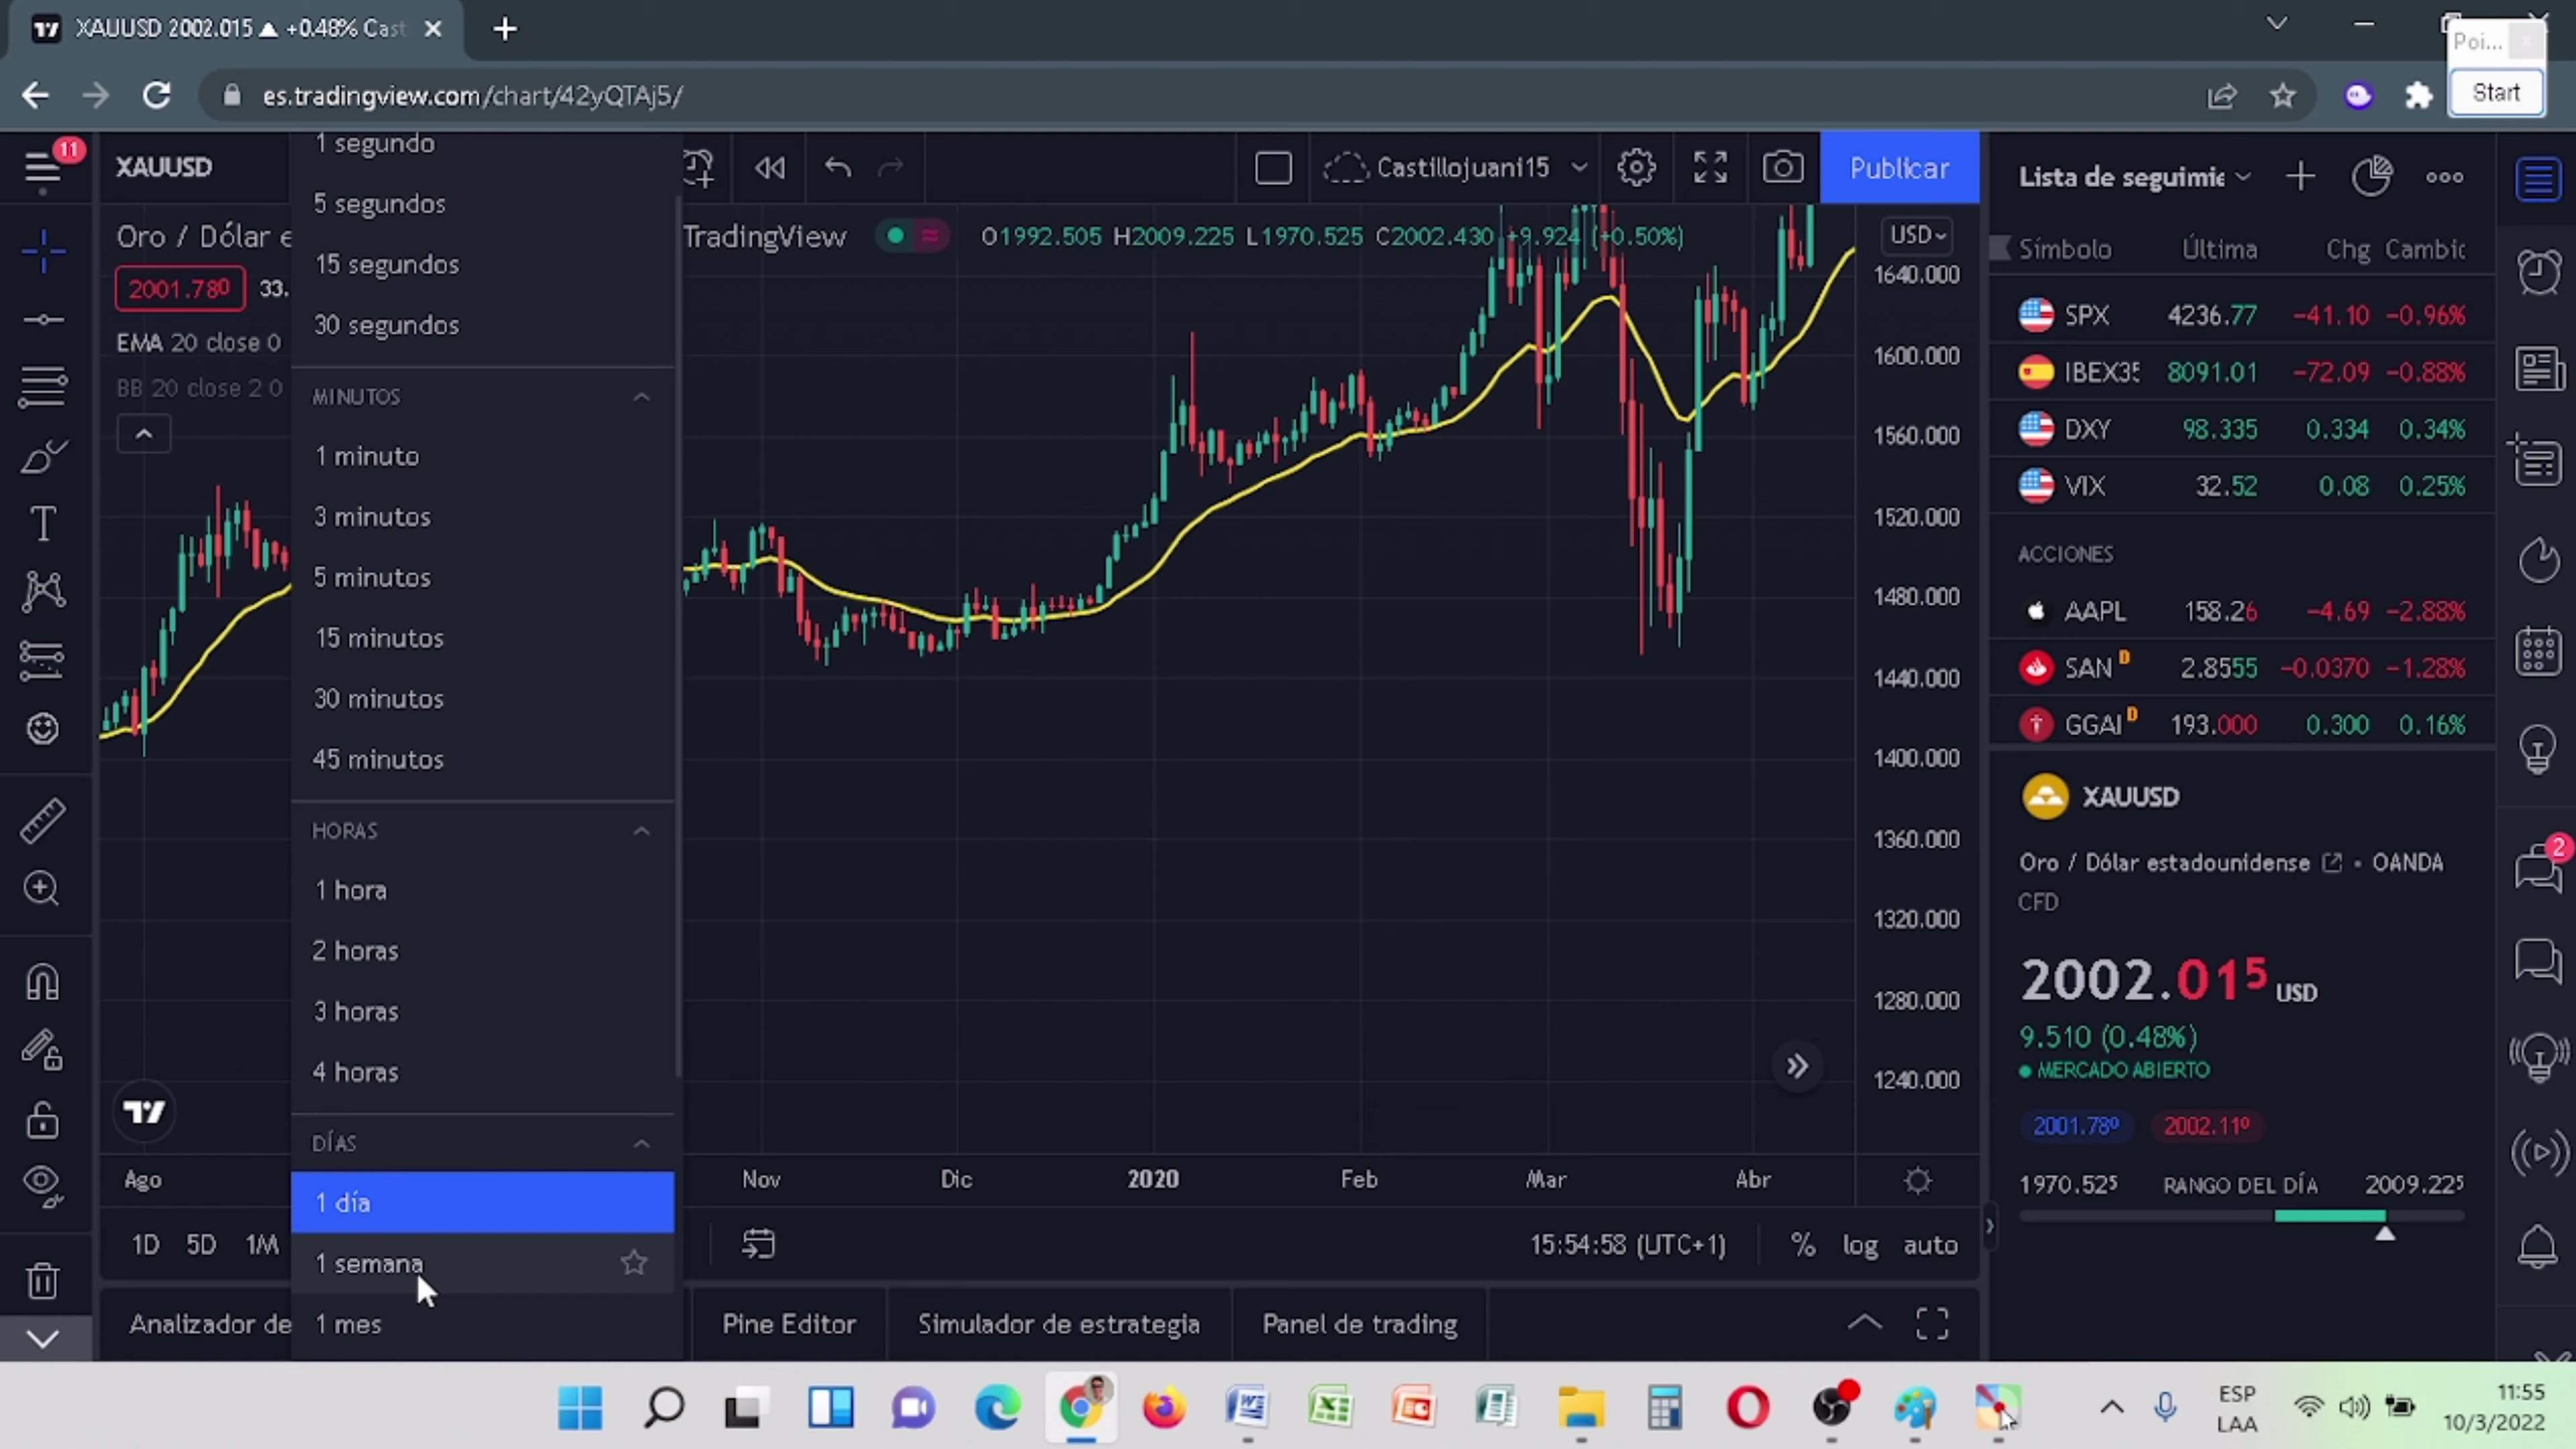 XAUUSD 2002.015 ▲ +0.48% Cast
Poi...
Start
es.tradingview.com/chart/42yQTAj5/
11
XAUUSD
Castillojuani15
Publicar
Oro / Dólar e
TradingView
O1992.505 H2009.225 L1970.525 C2002.430 +9.924 (+0.50%)
USD
2001.780 33.
EMA 20 close 0
BB 20 close 2 0
1 segundo
5 segundos
15 segundos
30 segundos
MINUTOS
1 minuto
3 minutos
5 minutos
15 minutos
30 minutos
45 minutos
HORAS
1 hora
2 horas
3 horas
4 horas
DÍAS
1 día
1 semana
1 mes
1640.000
1600.000
1560.000
1520.000
1480.000
1440.000
1400.000
1360.000
1320.000
1280.000
1240.000
Ago Nov Dic 2020 Feb Mar Abr
1D 5D 1M
15:54:58 (UTC+1) % log auto
Analizador de
Pine Editor
Simulador de estrategia
Panel de trading
Lista de seguimie
Símbolo Última Chg Cambic
SPX 4236.77 −41.10 −0.96%
IBEX35 8091.01 −72.09 −0.88%
DXY 98.335 0.334 0.34%
VIX 32.52 0.08 0.25%
ACCIONES
AAPL 158.26 −4.69 −2.88%
SAN D 2.8555 −0.0370 −1.28%
GGAL D 193.000 0.300 0.16%
XAUUSD
Oro / Dólar estadounidense • OANDA
CFD
2002.015 USD
9.510 (0.48%)
MERCADO ABIERTO
2001.780 2002.110
1970.525 RANGO DEL DÍA 2009.225
2
ESP
LAA
11:55
10/3/2022